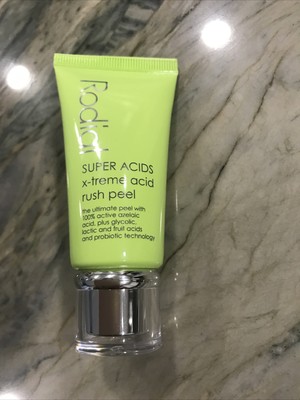 Rodial
SUPER ACIDS
x-treme acid
rush peel
the ultimate peel with
100% active azelaic
acid, plus glycolic,
lactic and fruit acids
and probiotic technology